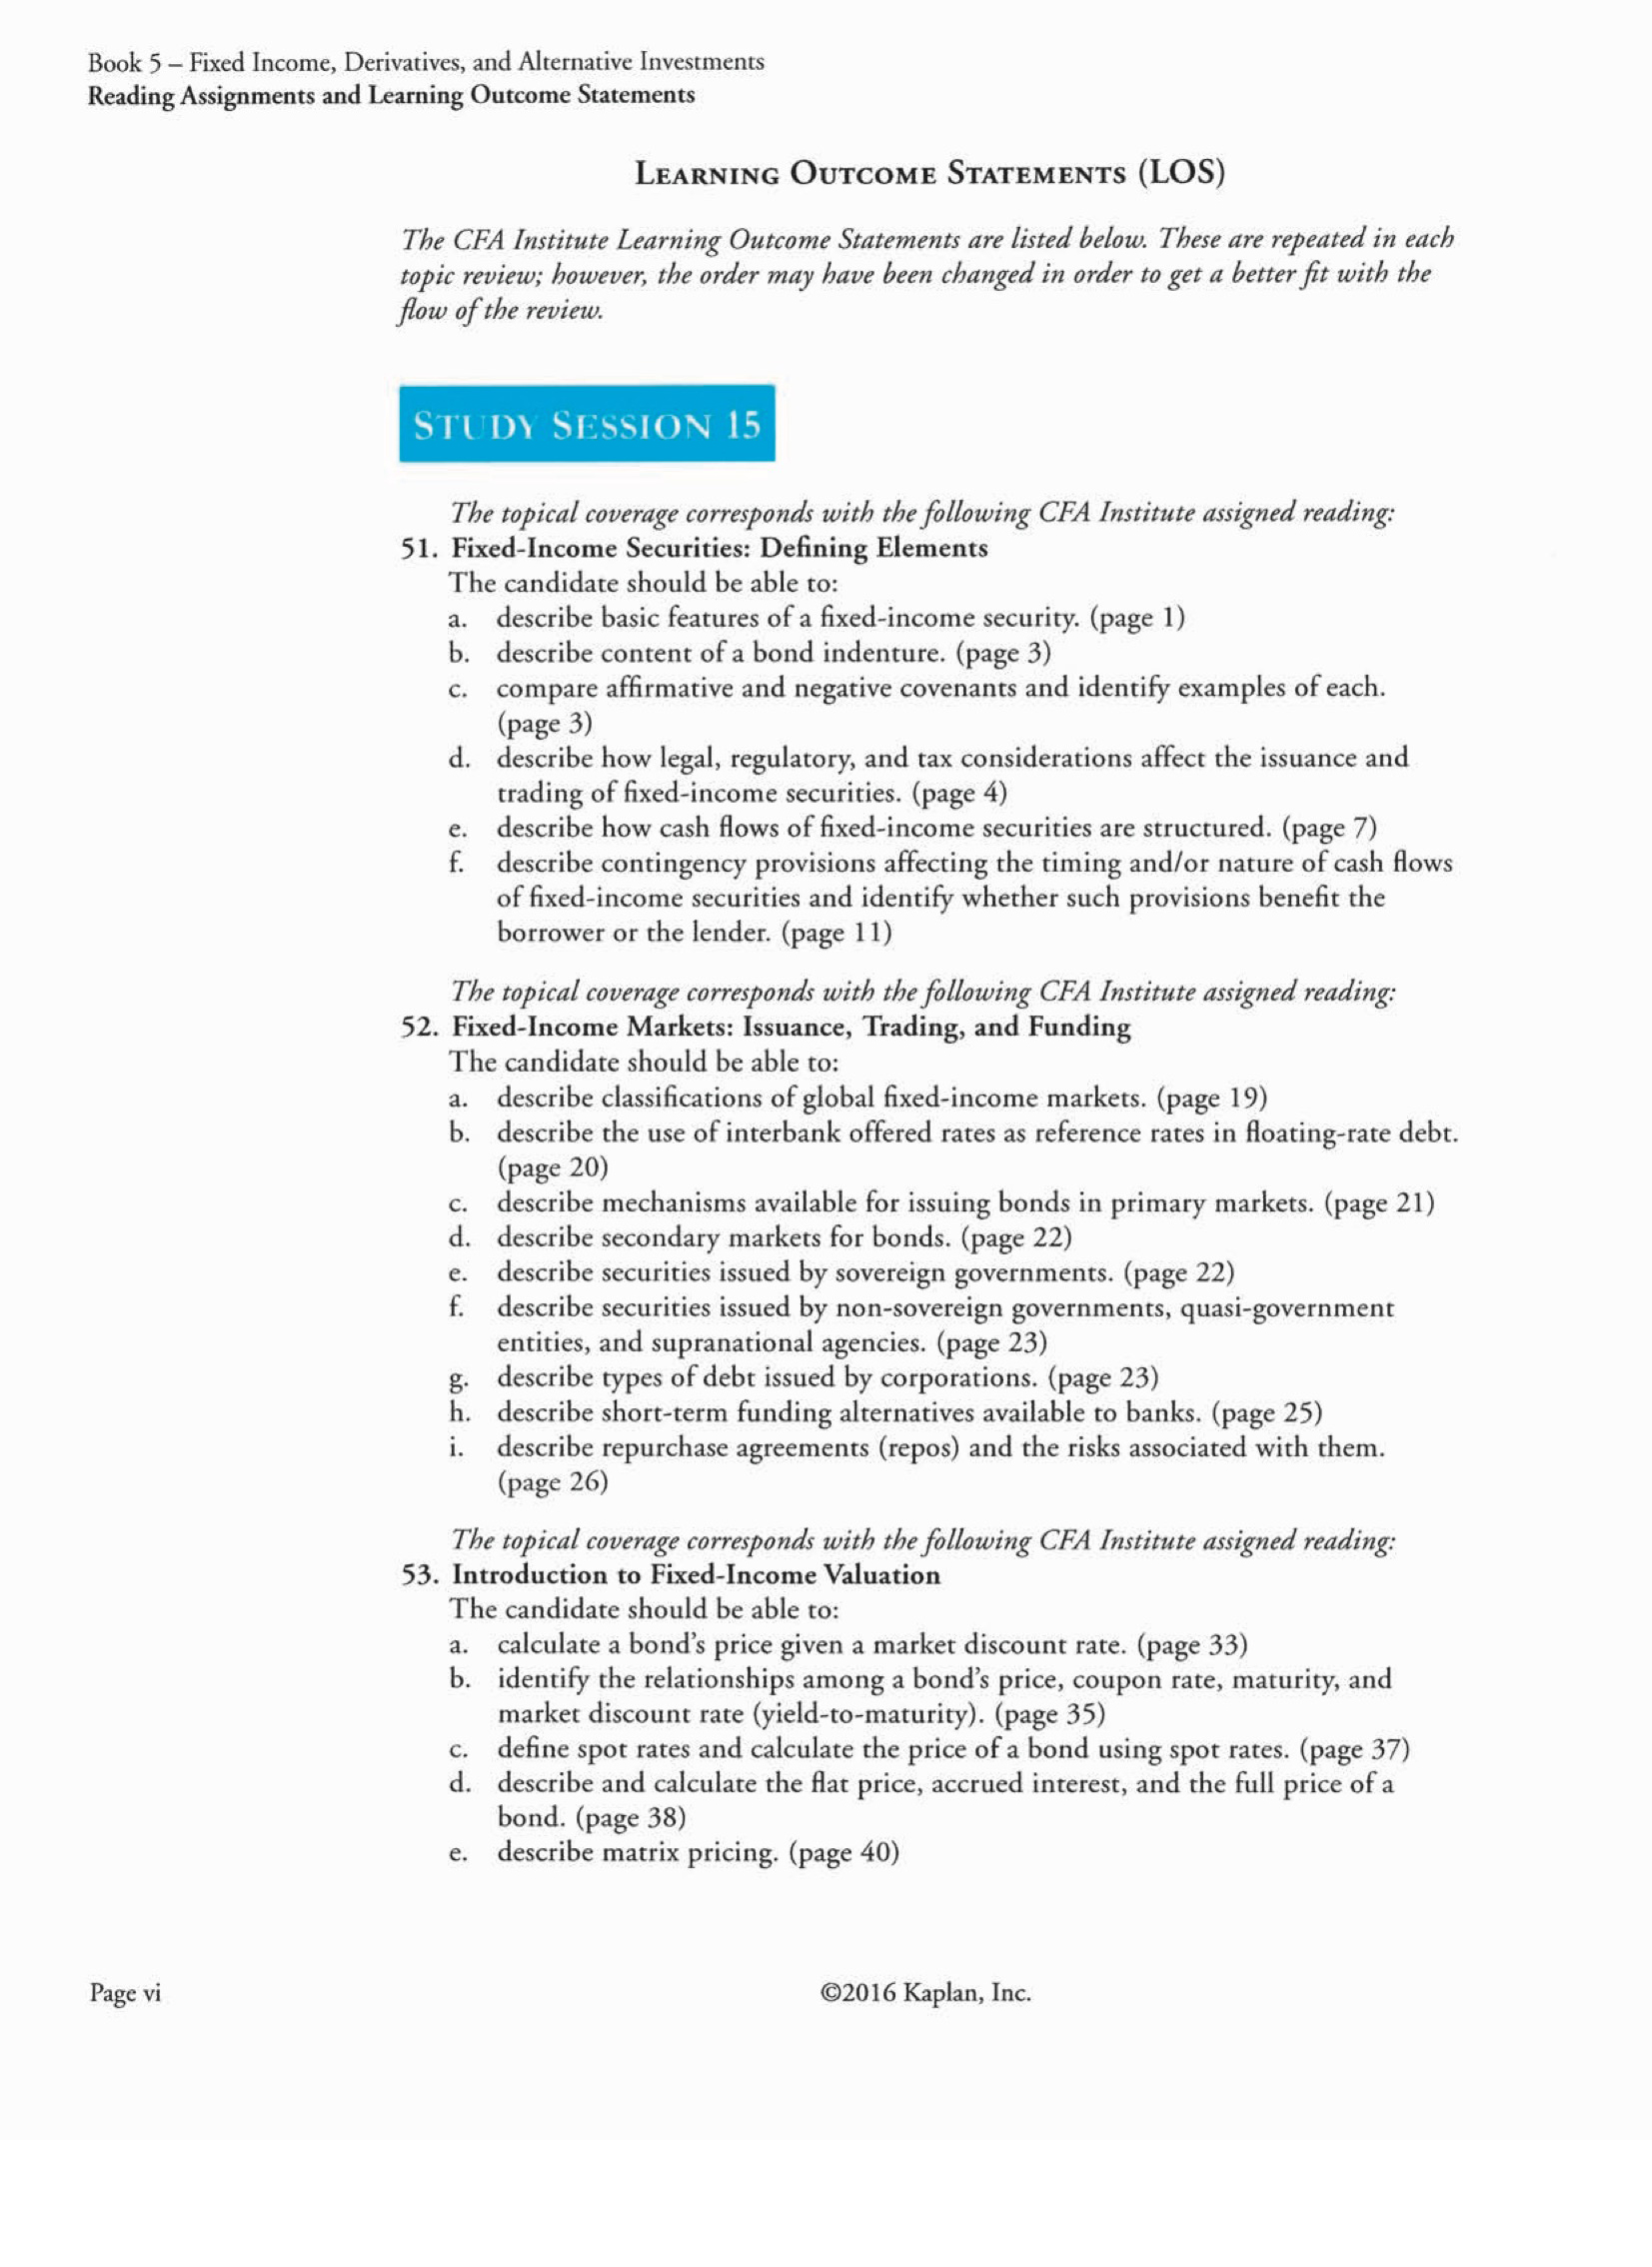 Book 5 – Fixed Income, Derivatives, and Alternative Investments
Reading Assignments and Learning Outcome Statements
Learning Outcome Statements (LOS)
The CFA Institute Learning Outcome Statements are listed below. These are repeated in each
topic review; however, the order may have been changed in order to get a better fit with the
flow of the review.
Study Session 15
The topical coverage corresponds with the following CFA Institute assigned reading:
51. Fixed-Income Securities: Defining Elements
The candidate should be able to:
a. describe basic features of a fixed-income security. (page 1)
b. describe content of a bond indenture. (page 3)
c. compare affirmative and negative covenants and identify examples of each.
(page 3)
d. describe how legal, regulatory, and tax considerations affect the issuance and
trading of fixed-income securities. (page 4)
e. describe how cash flows of fixed-income securities are structured. (page 7)
f. describe contingency provisions affecting the timing and/or nature of cash flows
of fixed-income securities and identify whether such provisions benefit the
borrower or the lender. (page 11)
The topical coverage corresponds with the following CFA Institute assigned reading:
52. Fixed-Income Markets: Issuance, Trading, and Funding
The candidate should be able to:
a. describe classifications of global fixed-income markets. (page 19)
b. describe the use of interbank offered rates as reference rates in floating-rate debt.
(page 20)
c. describe mechanisms available for issuing bonds in primary markets. (page 21)
d. describe secondary markets for bonds. (page 22)
e. describe securities issued by sovereign governments. (page 22)
f. describe securities issued by non-sovereign governments, quasi-government
entities, and supranational agencies. (page 23)
g. describe types of debt issued by corporations. (page 23)
h. describe short-term funding alternatives available to banks. (page 25)
i. describe repurchase agreements (repos) and the risks associated with them.
(page 26)
The topical coverage corresponds with the following CFA Institute assigned reading:
53. Introduction to Fixed-Income Valuation
The candidate should be able to:
a. calculate a bond's price given a market discount rate. (page 33)
b. identify the relationships among a bond's price, coupon rate, maturity, and
market discount rate (yield-to-maturity). (page 35)
c. define spot rates and calculate the price of a bond using spot rates. (page 37)
d. describe and calculate the flat price, accrued interest, and the full price of a
bond. (page 38)
e. describe matrix pricing. (page 40)
Page vi
©2016 Kaplan, Inc.